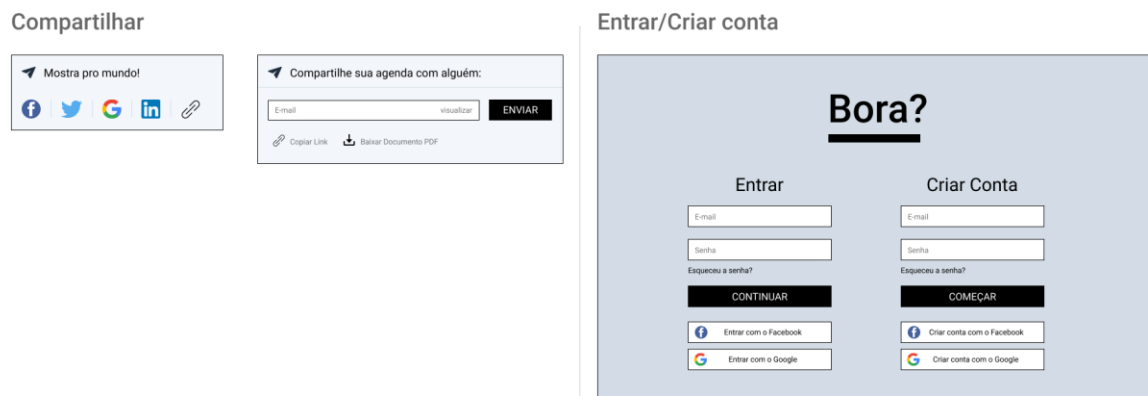 Compartilhar
Mostra pro mundo!
Compartilhe sua agenda com alguém:
E-mail
visualizar
ENVIAR
Copiar Link
Baixar Documento PDF
Entrar/Criar conta
Bora?
Entrar
E-mail
Senha
Esqueceu a senha?
CONTINUAR
Entrar com o Facebook
Entrar com o Google
Criar Conta
E-mail
Senha
Esqueceu a senha?
COMEÇAR
Criar conta com o Facebook
Criar conta com o Google